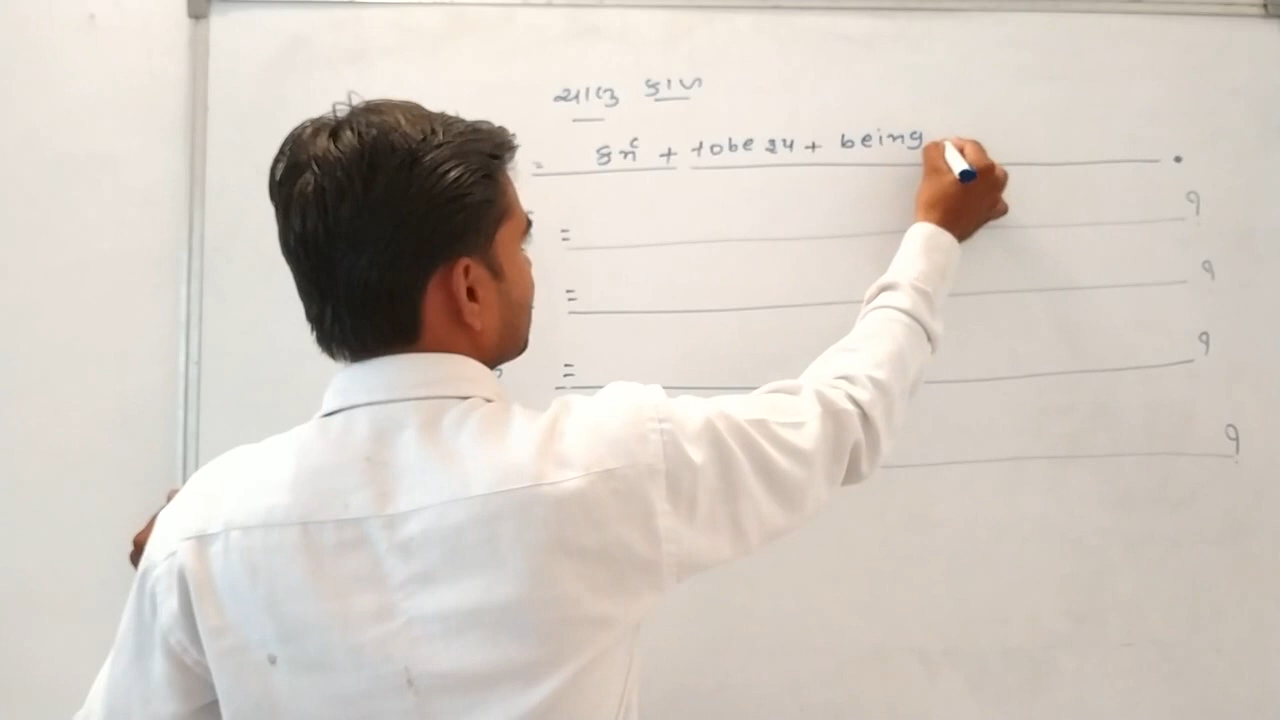 ચાલુ કાળ
= કર્મ + tobe રૂપ + being .
= ?
= ?
= ?
?